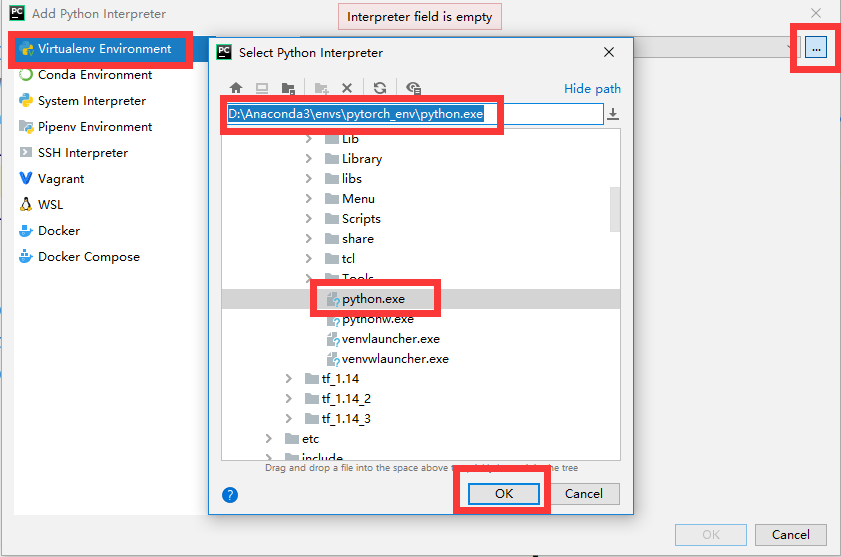 Add Python Interpreter
Interpreter field is empty
Virtualenv Environment
Conda Environment
System Interpreter
Pipenv Environment
SSH Interpreter
Vagrant
WSL
Docker
Docker Compose
...
Select Python Interpreter
Hide path
D:\Anaconda3\envs\pytorch_env\python.exe
Lib
Library
libs
Menu
Scripts
share
tcl
Tools
python.exe
pythonw.exe
venvlauncher.exe
venvwlauncher.exe
tf_1.14
tf_1.14_2
tf_1.14_3
etc
include
Drag and drop a file into the space above the tree
?
OK
Cancel
OK
Cancel